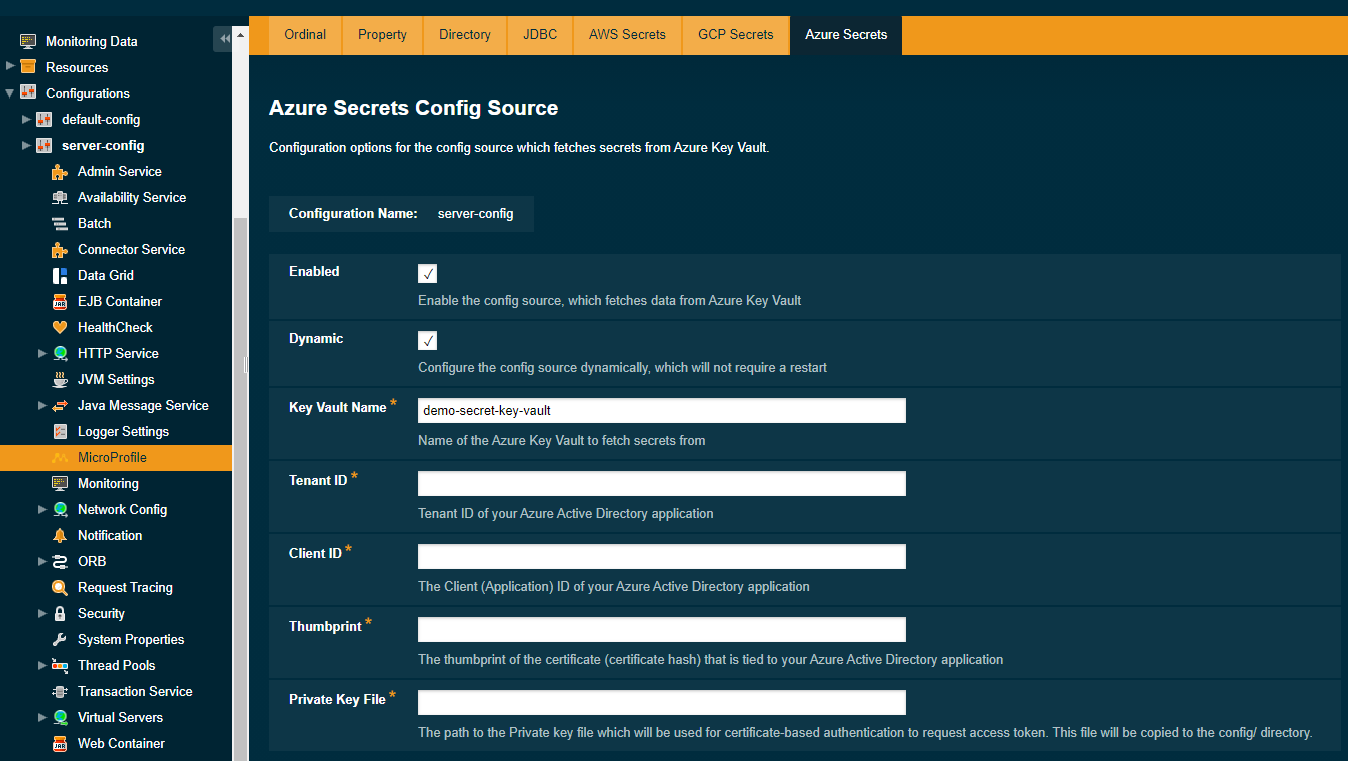 Monitoring Data
Resources
Configurations
default-config
server-config
Admin Service
Availability Service
Batch
Connector Service
Data Grid
EJB Container
HealthCheck
HTTP Service
JVM Settings
Java Message Service
Logger Settings
MicroProfile
Monitoring
Network Config
Notification
ORB
Request Tracing
Security
System Properties
Thread Pools
Transaction Service
Virtual Servers
Web Container
Ordinal Property Directory JDBC AWS Secrets GCP Secrets Azure Secrets
Azure Secrets Config Source
Configuration options for the config source which fetches secrets from Azure Key Vault.
Configuration Name: server-config
Enabled
Enable the config source, which fetches data from Azure Key Vault
Dynamic
Configure the config source dynamically, which will not require a restart
Key Vault Name * demo-secret-key-vault
Name of the Azure Key Vault to fetch secrets from
Tenant ID *
Tenant ID of your Azure Active Directory application
Client ID *
The Client (Application) ID of your Azure Active Directory application
Thumbprint *
The thumbprint of the certificate (certificate hash) that is tied to your Azure Active Directory application
Private Key File *
The path to the Private key file which will be used for certificate-based authentication to request access token. This file will be copied to the config/ directory.